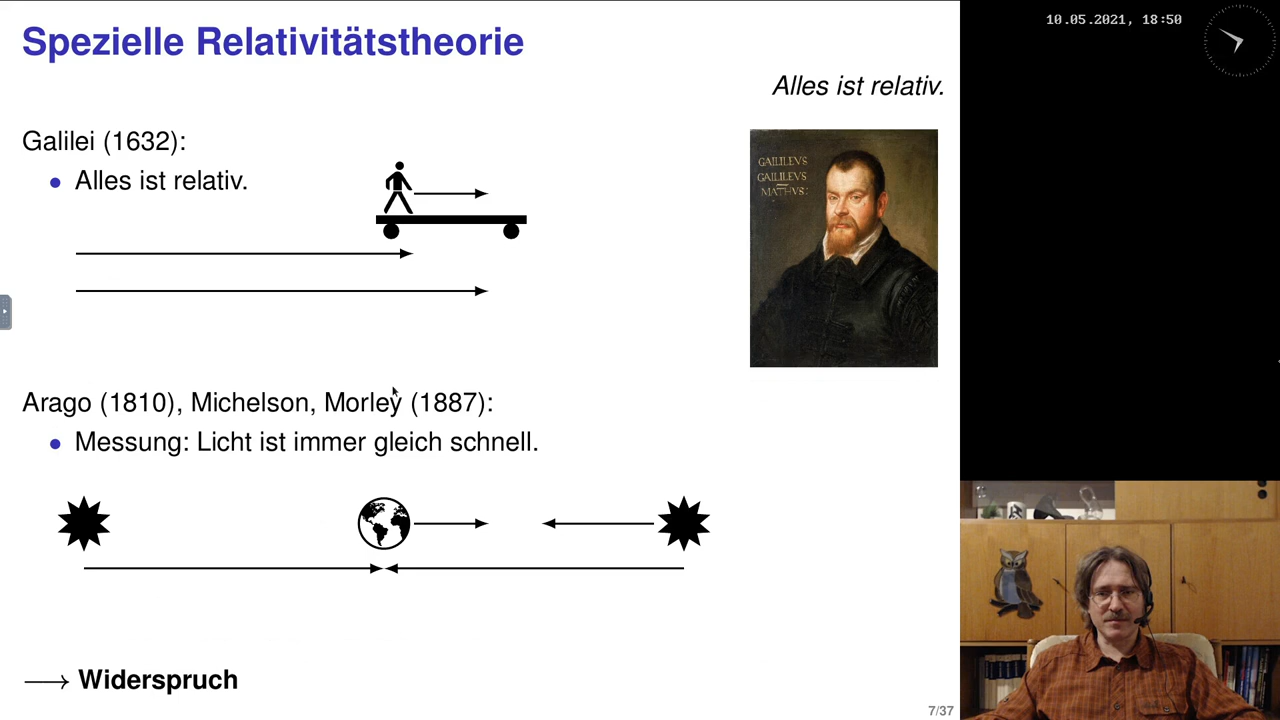 Spezielle Relativitätstheorie
10.05.2021, 18:50
Alles ist relativ.
Galilei (1632):
• Alles ist relativ.
GALILEVS
GALILEVS
MATHVS:
Arago (1810), Michelson, Morley (1887):
• Messung: Licht ist immer gleich schnell.
⟶ Widerspruch
7/37